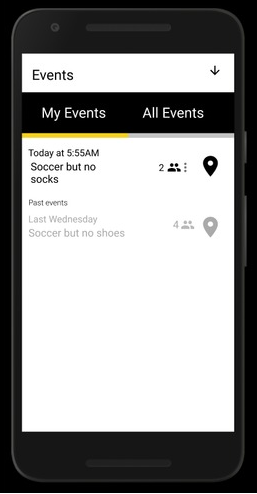 Events
My Events All Events
Today at 5:55AM
Soccer but no
socks
2
Past events
Last Wednesday
Soccer but no shoes
4